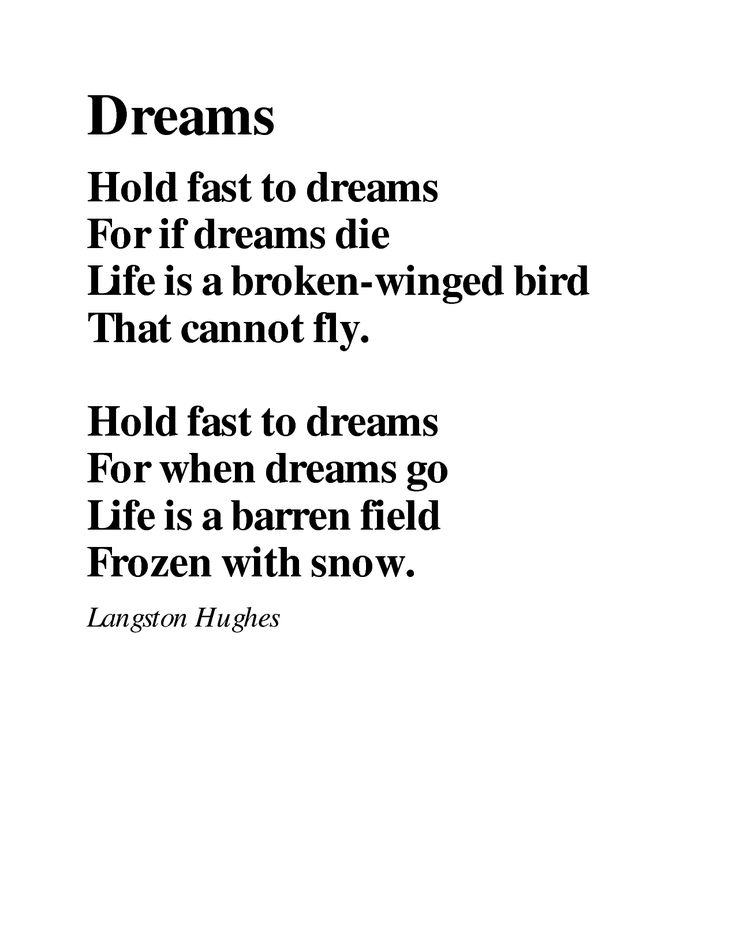 Dreams
Hold fast to dreams
For if dreams die
Life is a broken-winged bird
That cannot fly.
Hold fast to dreams
For when dreams go
Life is a barren field
Frozen with snow.
Langston Hughes